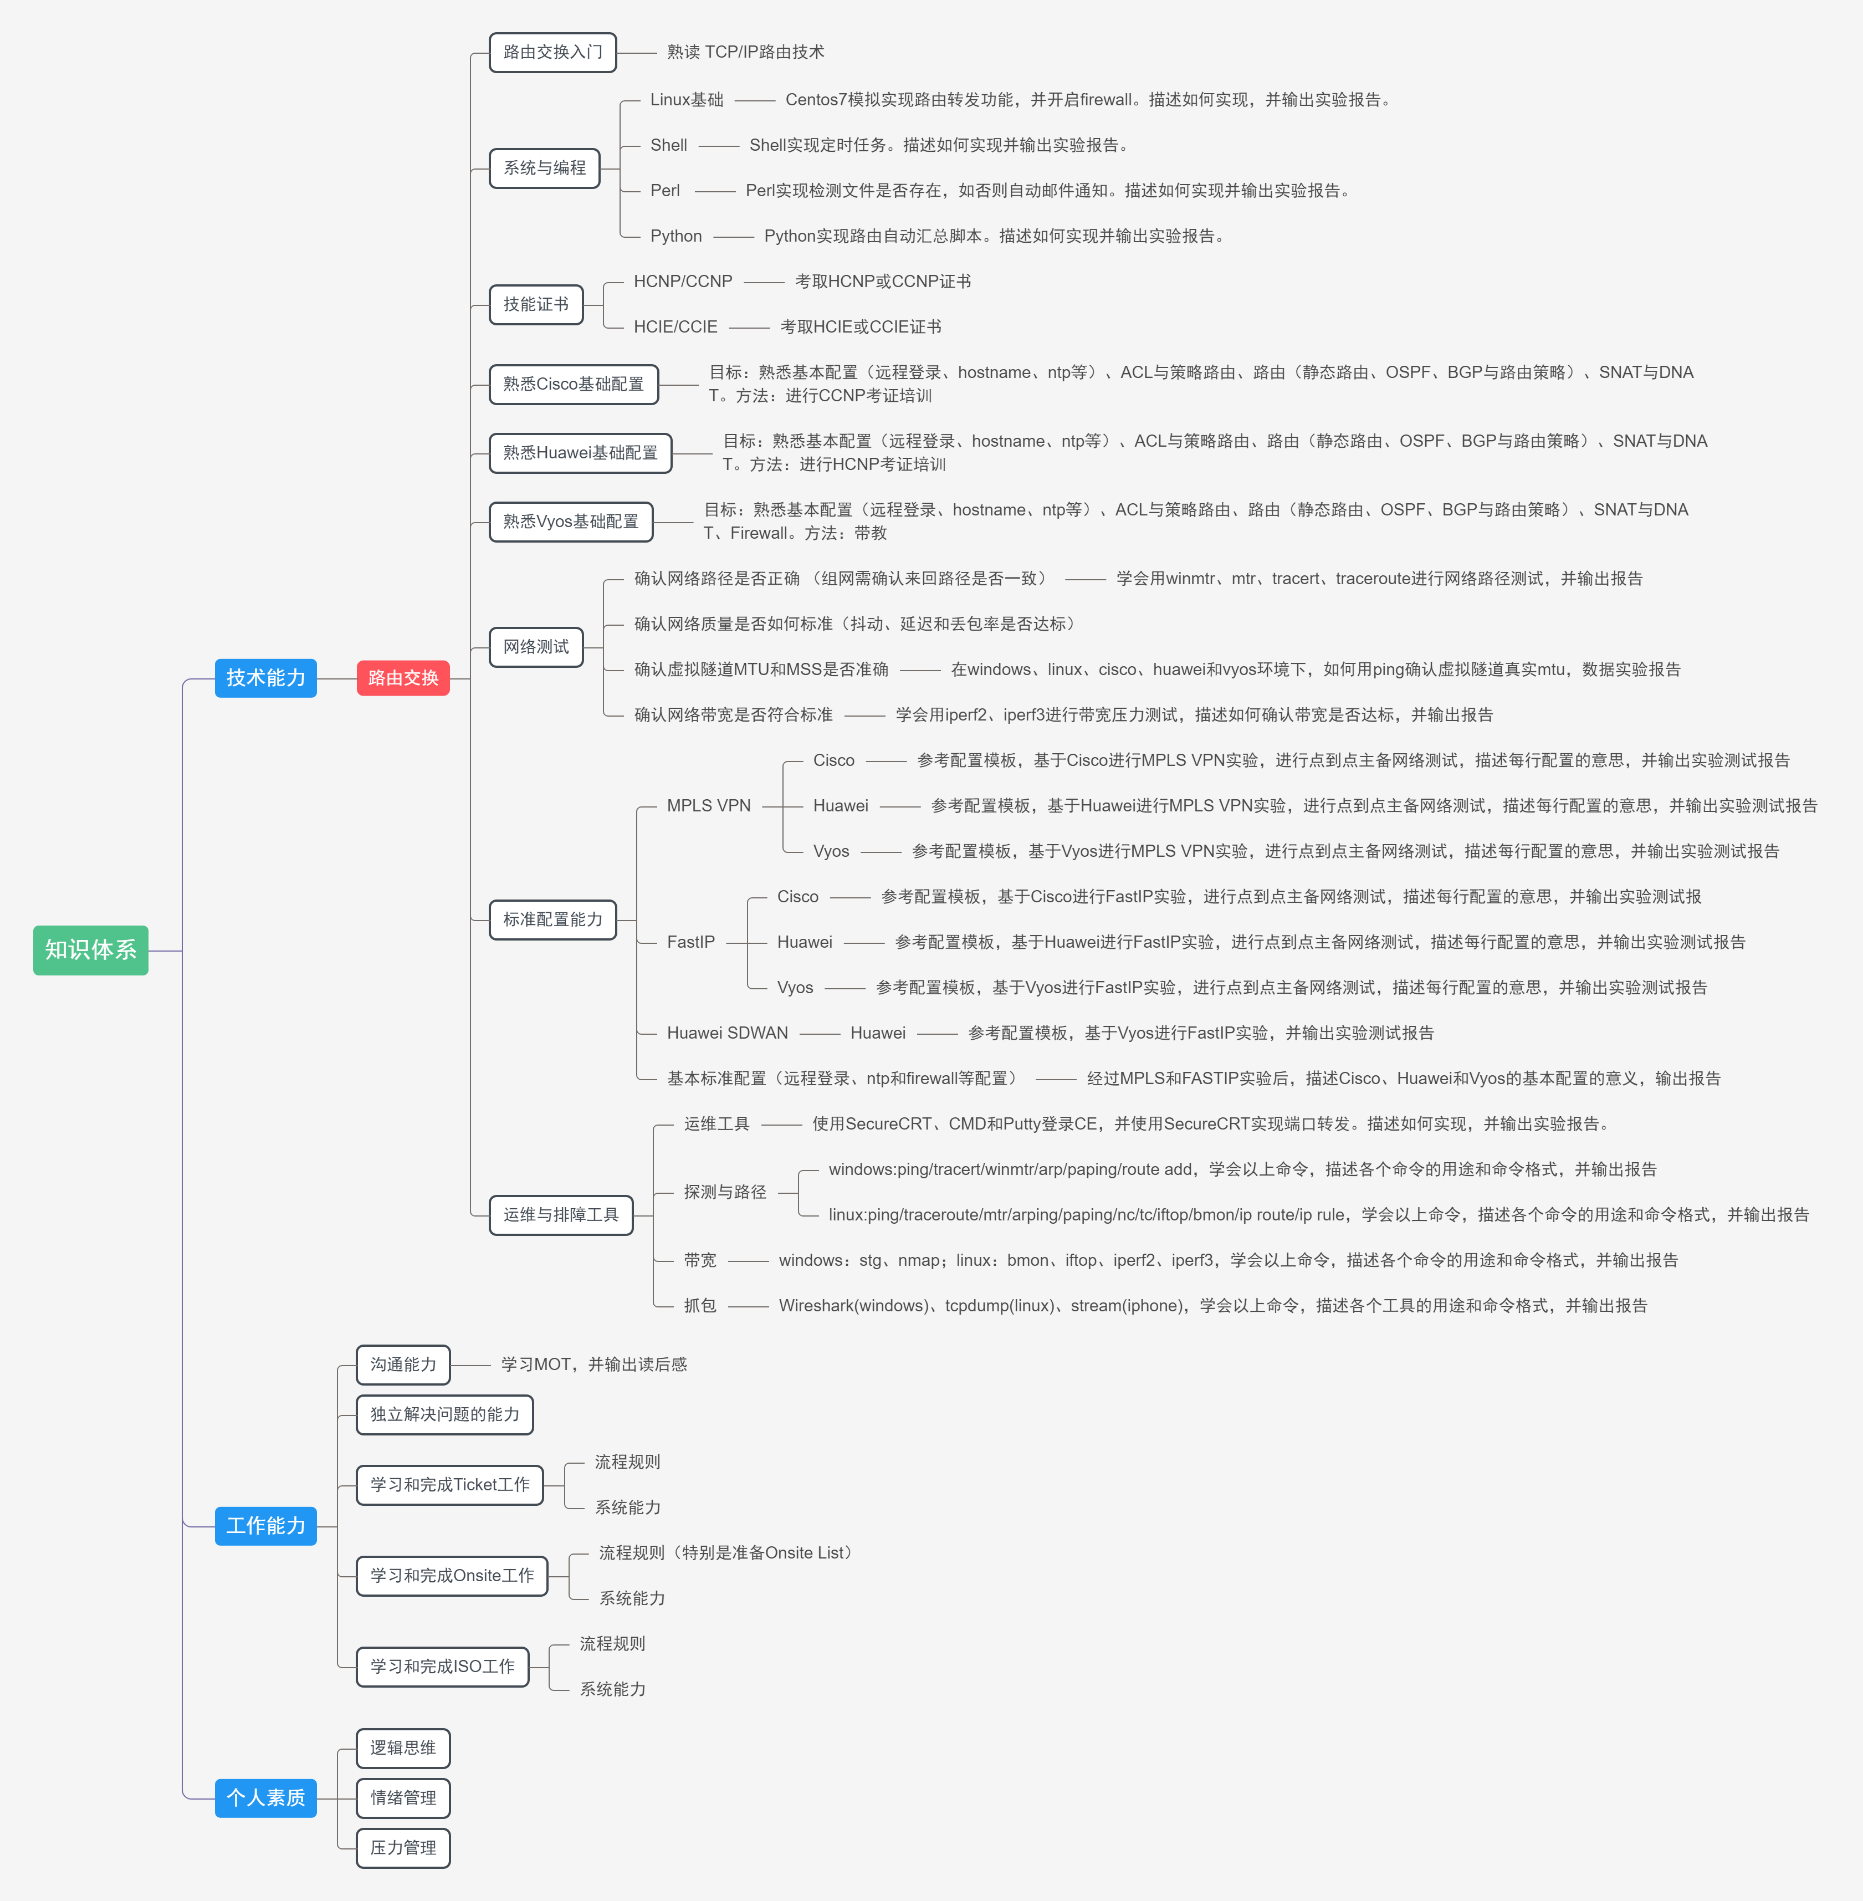 知识体系
技术能力
路由交换
路由交换入门
熟读 TCP/IP路由技术
系统与编程
Linux基础
Centos7模拟实现路由转发功能，并开启firewall。描述如何实现，并输出实验报告。
Shell
Shell实现定时任务。描述如何实现并输出实验报告。
Perl
Perl实现检测文件是否存在，如否则自动邮件通知。描述如何实现并输出实验报告。
Python
Python实现路由自动汇总脚本。描述如何实现并输出实验报告。
技能证书
HCNP/CCNP
考取HCNP或CCNP证书
HCIE/CCIE
考取HCIE或CCIE证书
熟悉Cisco基础配置
目标：熟悉基本配置（远程登录、hostname、ntp等）、ACL与策略路由、路由（静态路由、OSPF、BGP与路由策略）、SNAT与DNA
T。方法：进行CCNP考证培训
熟悉Huawei基础配置
目标：熟悉基本配置（远程登录、hostname、ntp等）、ACL与策略路由、路由（静态路由、OSPF、BGP与路由策略）、SNAT与DNA
T。方法：进行HCNP考证培训
熟悉Vyos基础配置
目标：熟悉基本配置（远程登录、hostname、ntp等）、ACL与策略路由、路由（静态路由、OSPF、BGP与路由策略）、SNAT与DNA
T、Firewall。方法：带教
网络测试
确认网络路径是否正确 （组网需确认来回路径是否一致）
学会用winmtr、mtr、tracert、traceroute进行网络路径测试，并输出报告
确认网络质量是否如何标准（抖动、延迟和丢包率是否达标）
确认虚拟隧道MTU和MSS是否准确
在windows、linux、cisco、huawei和vyos环境下，如何用ping确认虚拟隧道真实mtu，数据实验报告
确认网络带宽是否符合标准
学会用iperf2、iperf3进行带宽压力测试，描述如何确认带宽是否达标，并输出报告
标准配置能力
MPLS VPN
Cisco
参考配置模板，基于Cisco进行MPLS VPN实验，进行点到点主备网络测试，描述每行配置的意思，并输出实验测试报告
Huawei
参考配置模板，基于Huawei进行MPLS VPN实验，进行点到点主备网络测试，描述每行配置的意思，并输出实验测试报告
Vyos
参考配置模板，基于Vyos进行MPLS VPN实验，进行点到点主备网络测试，描述每行配置的意思，并输出实验测试报告
FastIP
Cisco
参考配置模板，基于Cisco进行FastIP实验，进行点到点主备网络测试，描述每行配置的意思，并输出实验测试报
Huawei
参考配置模板，基于Huawei进行FastIP实验，进行点到点主备网络测试，描述每行配置的意思，并输出实验测试报告
Vyos
参考配置模板，基于Vyos进行FastIP实验，进行点到点主备网络测试，描述每行配置的意思，并输出实验测试报告
Huawei SDWAN
Huawei
参考配置模板，基于Vyos进行FastIP实验，并输出实验测试报告
基本标准配置（远程登录、ntp和firewall等配置）
经过MPLS和FASTIP实验后，描述Cisco、Huawei和Vyos的基本配置的意义，输出报告
运维与排障工具
运维工具
使用SecureCRT、CMD和Putty登录CE，并使用SecureCRT实现端口转发。描述如何实现，并输出实验报告。
探测与路径
windows:ping/tracert/winmtr/arp/paping/route add，学会以上命令，描述各个命令的用途和命令格式，并输出报告
linux:ping/traceroute/mtr/arping/paping/nc/tc/iftop/bmon/ip route/ip rule，学会以上命令，描述各个命令的用途和命令格式，并输出报告
带宽
windows：stg、nmap；linux：bmon、iftop、iperf2、iperf3，学会以上命令，描述各个命令的用途和命令格式，并输出报告
抓包
Wireshark(windows)、tcpdump(linux)、stream(iphone)，学会以上命令，描述各个工具的用途和命令格式，并输出报告
工作能力
沟通能力
学习MOT，并输出读后感
独立解决问题的能力
学习和完成Ticket工作
流程规则
系统能力
学习和完成Onsite工作
流程规则（特别是准备Onsite List）
系统能力
学习和完成ISO工作
流程规则
系统能力
个人素质
逻辑思维
情绪管理
压力管理